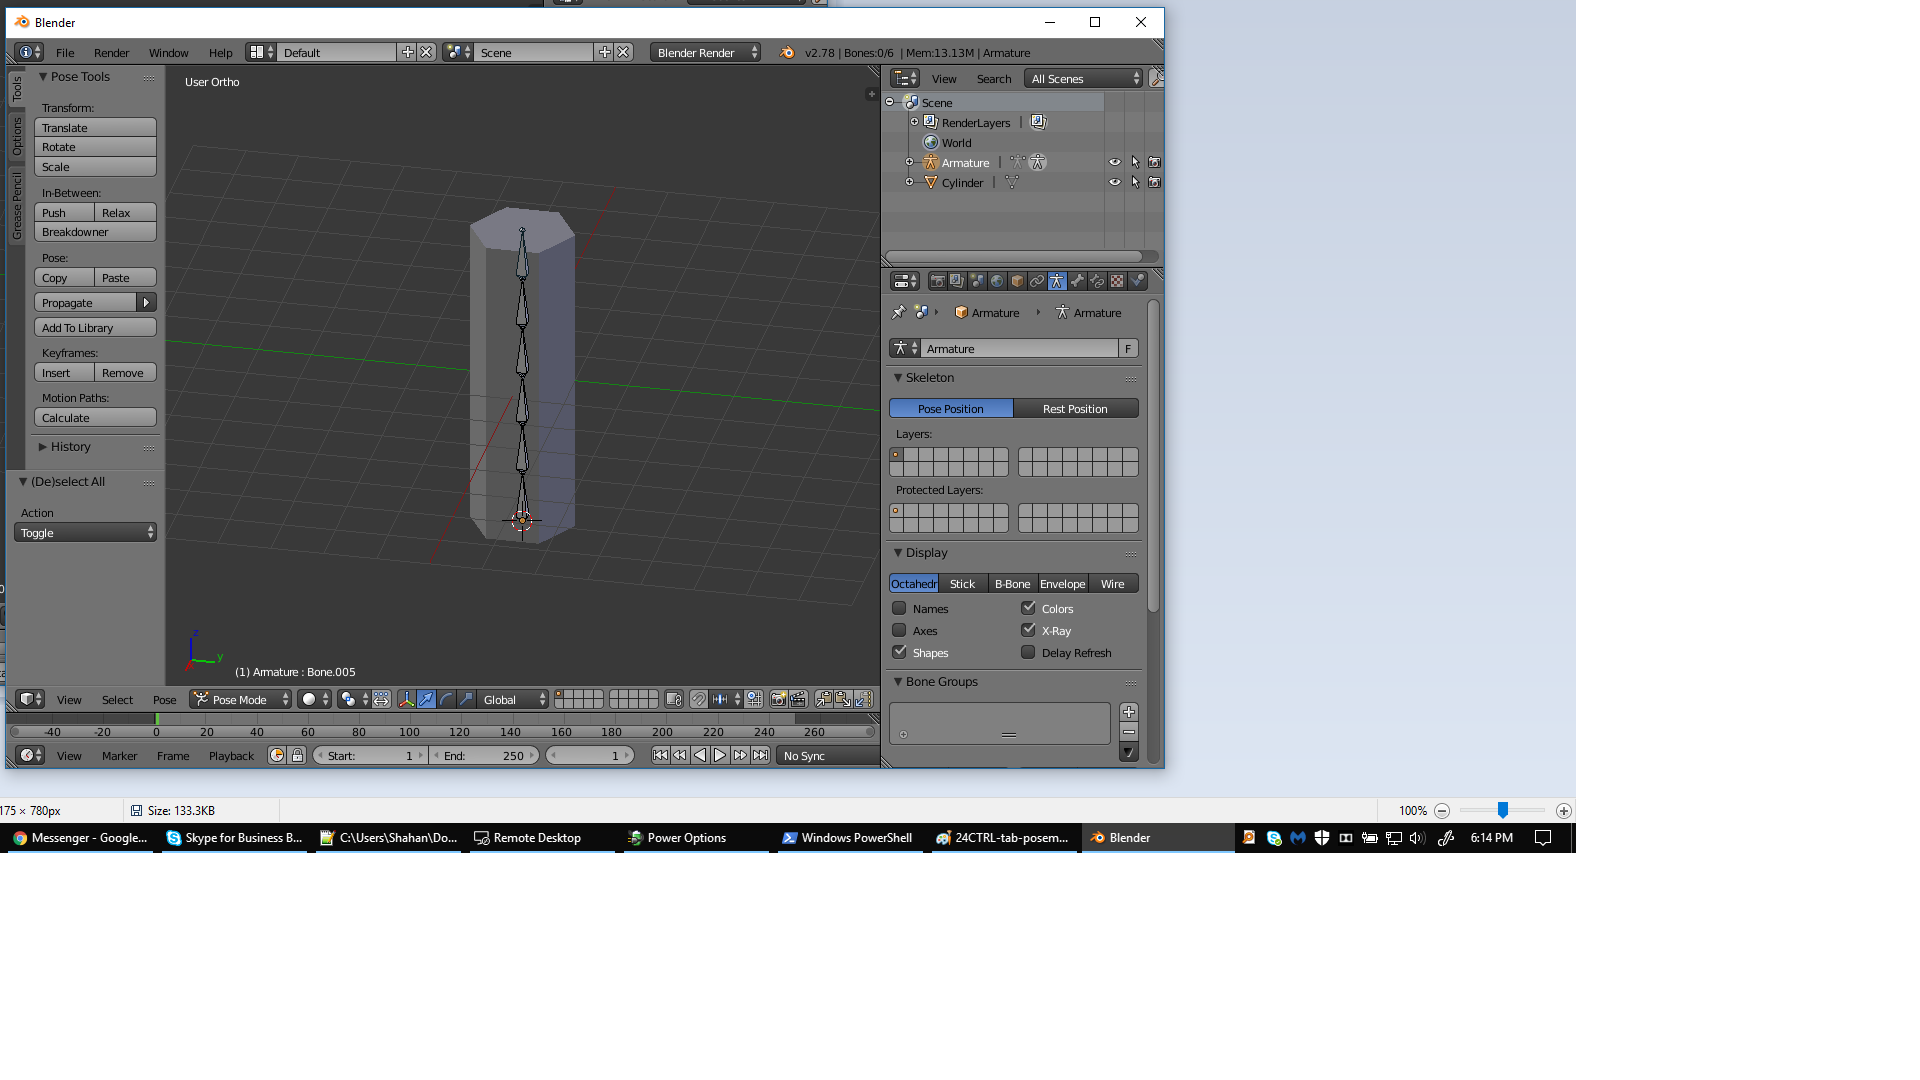 Blender
File Render Window Help Default Scene Blender Render v2.78 | Bones:0/6 | Mem:13.13M | Armature
Tools
Options
Grease Pencil
Pose Tools
Transform:
Translate
Rotate
Scale
In-Between:
Push Relax
Breakdowner
Pose:
Copy Paste
Propagate
Add To Library
Keyframes:
Insert Remove
Motion Paths:
Calculate
History
(De)select All
Action
Toggle
User Ortho
z
y
(1) Armature : Bone.005
View Select Pose Pose Mode Global
-40 -20 0 20 40 60 80 100 120 140 160 180 200 220 240 260
View Marker Frame Playback Start: 1 End: 250 1 No Sync
View Search All Scenes
Scene
RenderLayers |
World
Armature |
Cylinder |
Armature Armature
Armature F
Skeleton
Pose Position Rest Position
Layers:
Protected Layers:
Display
Octahedr Stick B-Bone Envelope Wire
Names Colors
Axes X-Ray
Shapes Delay Refresh
Bone Groups
175 × 780px Size: 133.3KB 100%
Messenger - Google... Skype for Business B... C:\Users\Shahan\Do... Remote Desktop Power Options Windows PowerShell 24CTRL-tab-posem... Blender 6:14 PM